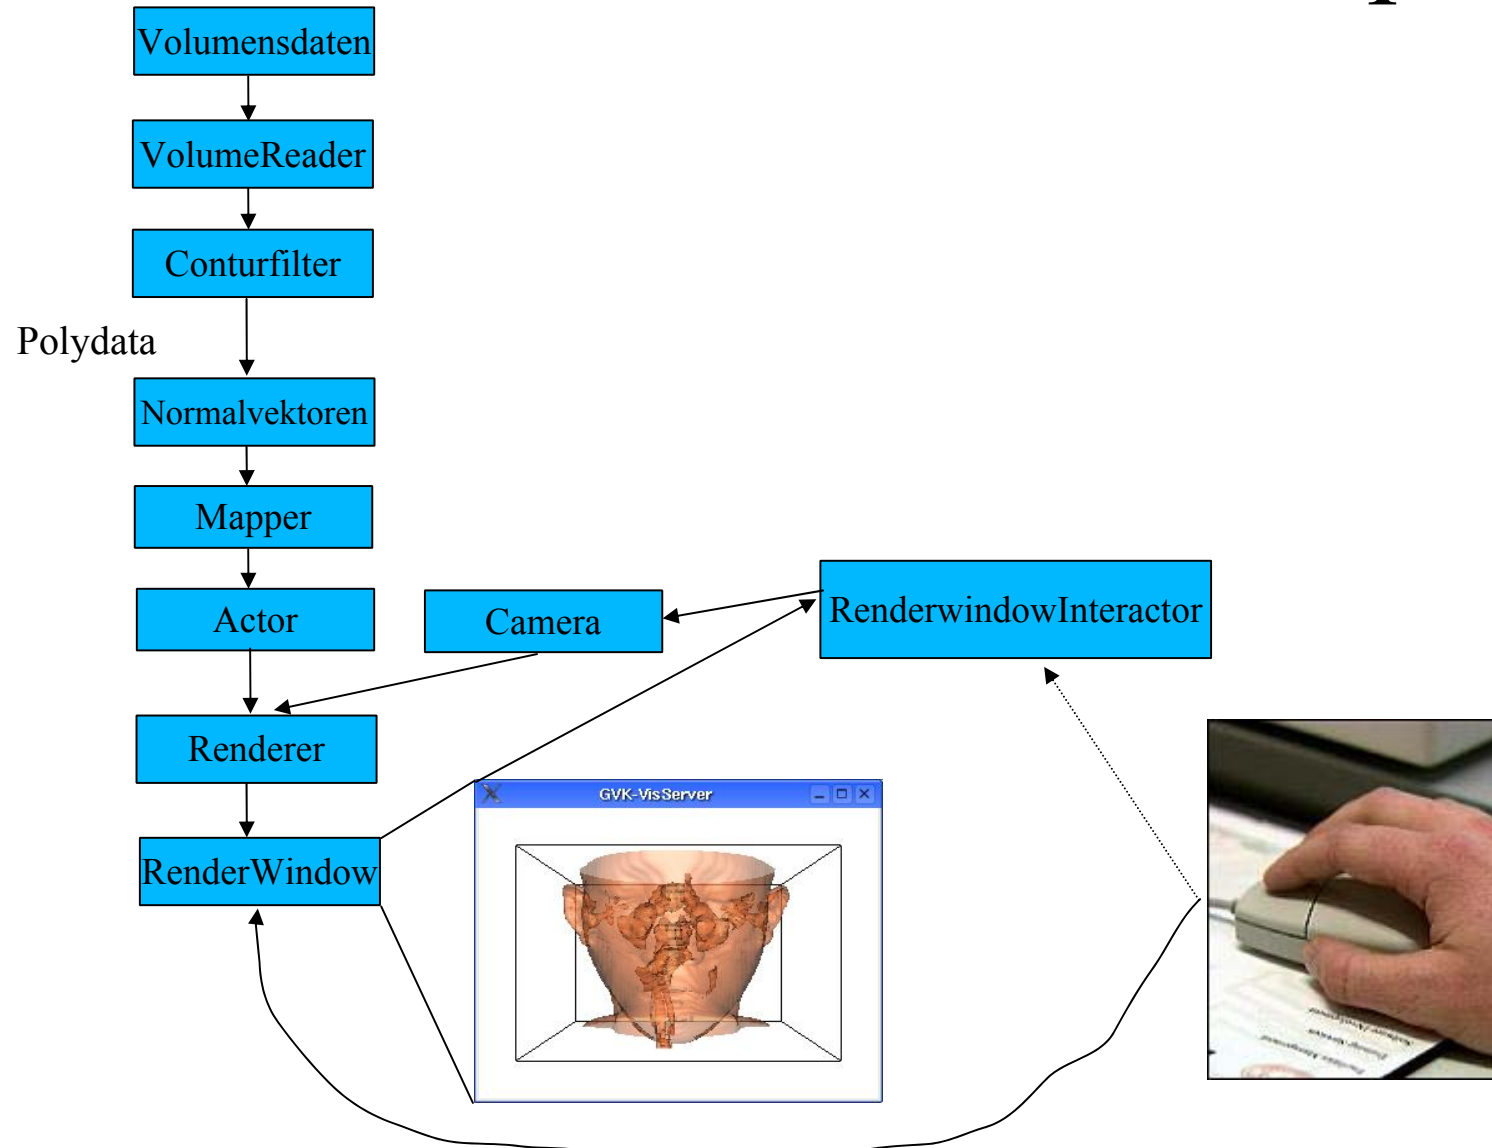 Volumensdaten
VolumeReader
Conturfilter
Polydata
Normalvektoren
Mapper
Actor
Camera
RenderwindowInteractor
Renderer
RenderWindow
GVK-VisServer